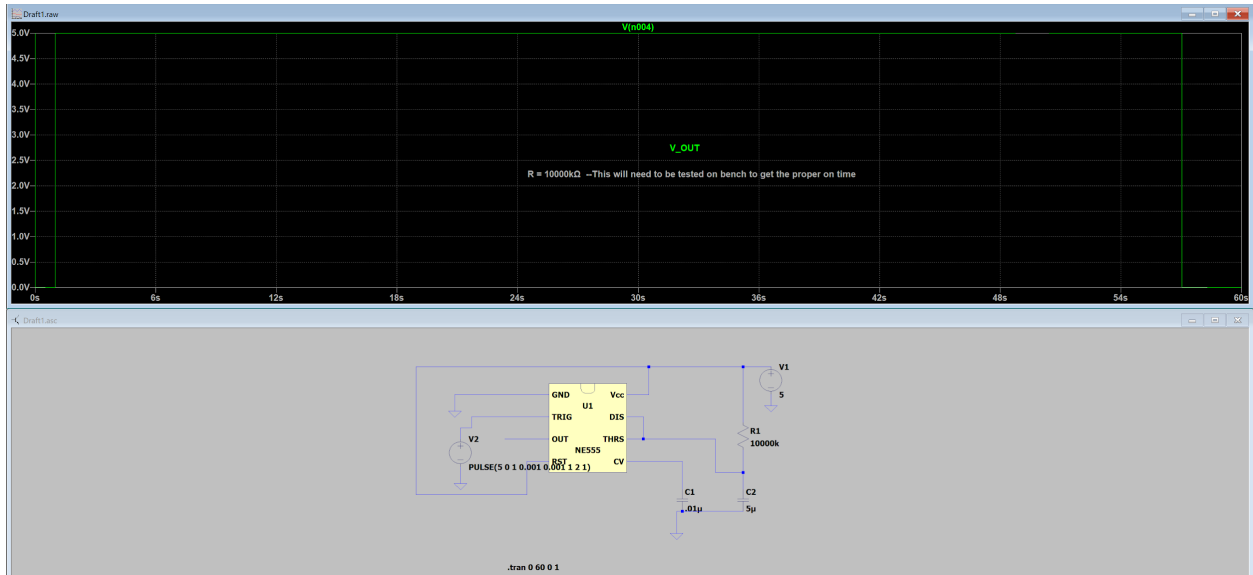 Draft1.raw
V(n004)
5.0V
4.5V
4.0V
3.5V
3.0V
V_OUT
2.5V
R = 10000kΩ --This will need to be tested on bench to get the proper on time
2.0V
1.5V
1.0V
0.5V
0.0V
0s 6s 12s 18s 24s 30s 36s 42s 48s 54s 60s
Draft1.asc
V1
5
GND Vcc
U1
TRIG DIS
R1
10000k
V2
OUT THRS
NE555
RST CV
PULSE(5 0 1 0.001 0.001 1 2 1)
C1
.01µ
C2
5µ
.tran 0 60 0 1